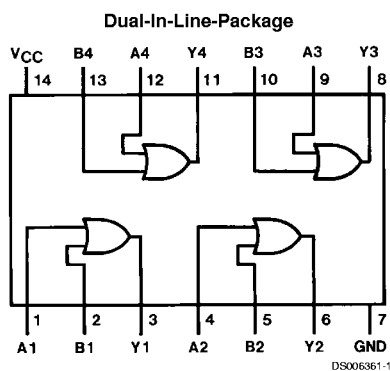 Dual-In-Line-Package
VCC B4 A4 Y4 B3 A3 Y3
14 13 12 11 10 9 8
1 2 3 4 5 6 7
A1 B1 Y1 A2 B2 Y2 GND
DS006361-1